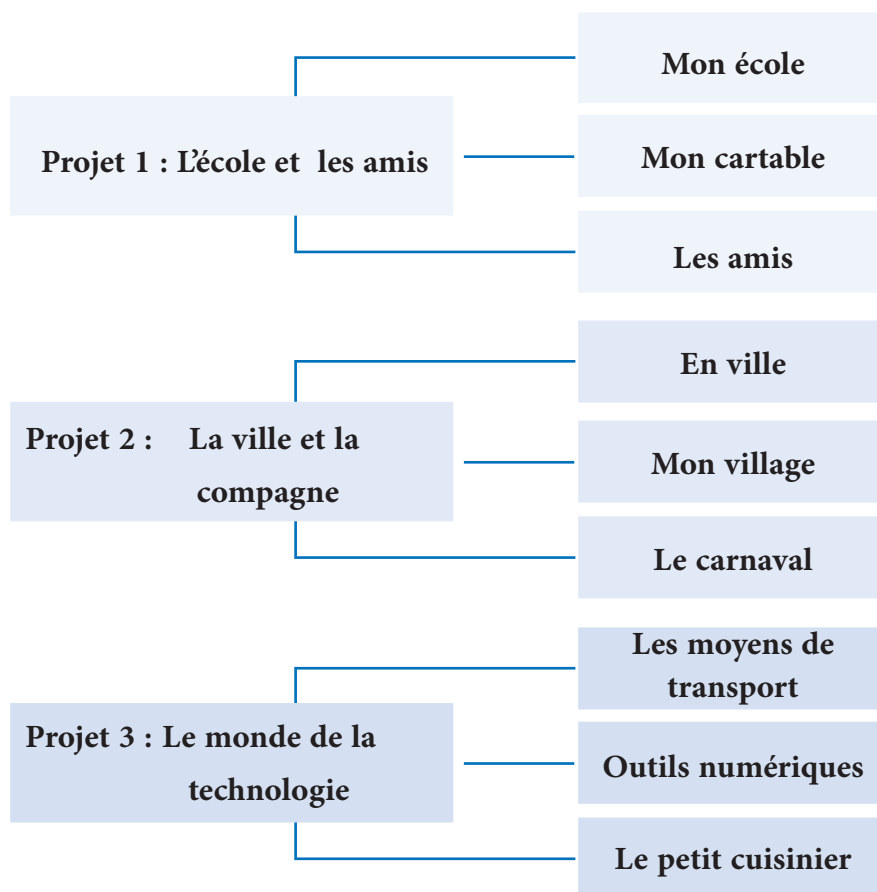 Projet 1 : L'école et les amis
Mon école
Mon cartable
Les amis
Projet 2 : La ville et la
compagne
En ville
Mon village
Le carnaval
Projet 3 : Le monde de la
technologie
Les moyens de
transport
Outils numériques
Le petit cuisinier